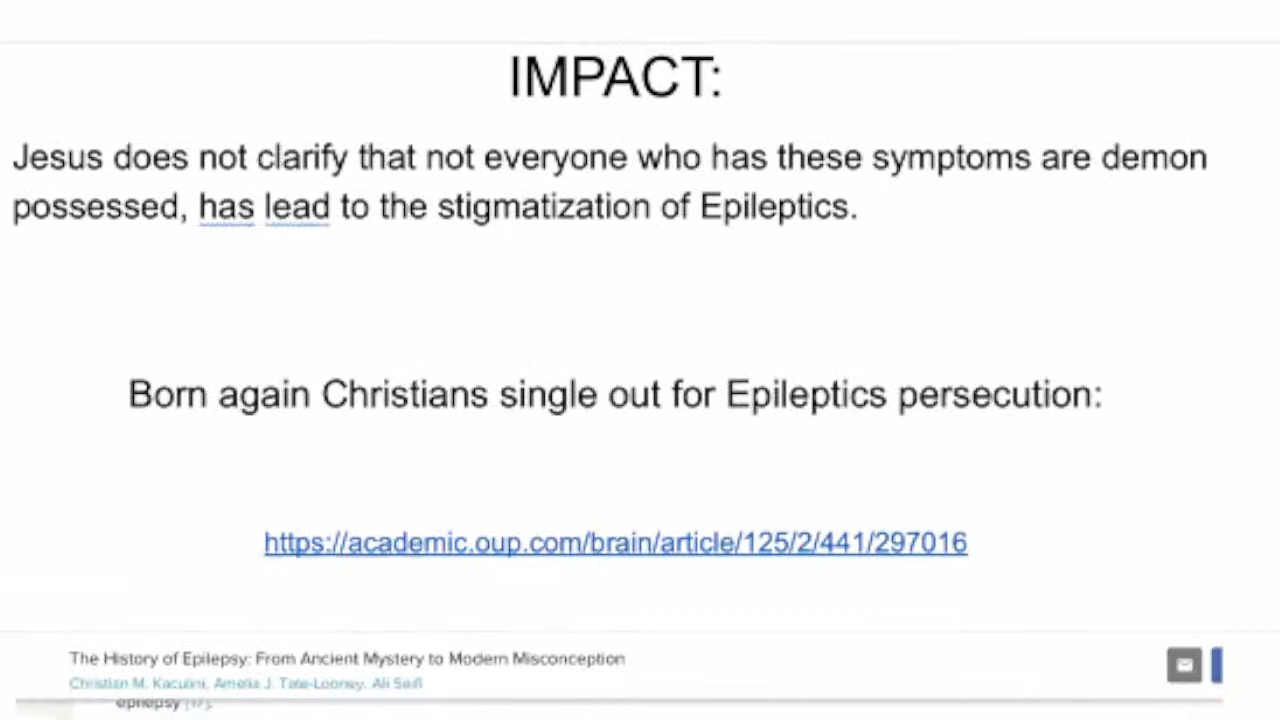 IMPACT:
Jesus does not clarify that not everyone who has these symptoms are demon
possessed, has lead to the stigmatization of Epileptics.
Born again Christians single out for Epileptics persecution:
https://academic.oup.com/brain/article/125/2/441/297016
The History of Epilepsy: From Ancient Mystery to Modern Misconception
Christian M. Kaculini, Amelia J. Tate-Looney, Ali Seifi
epilepsy [17].